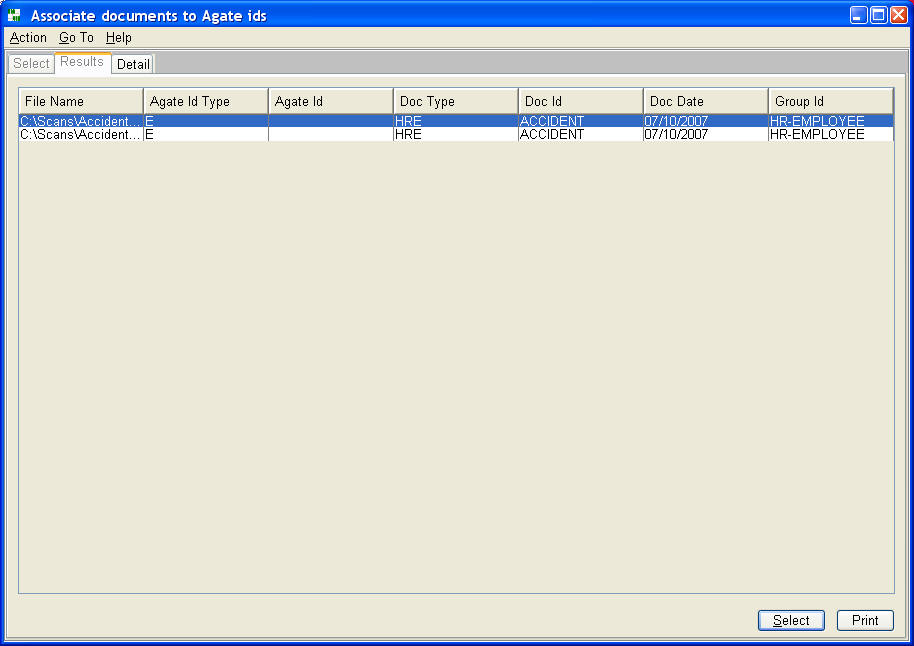 Associate documents to Agate ids
Action Go To Help
Select Results Detail
File Name Agate Id Type Agate Id Doc Type Doc Id Doc Date Group Id
C:\Scans\Accident... E HRE ACCIDENT 07/10/2007 HR-EMPLOYEE
C:\Scans\Accident... E HRE ACCIDENT 07/10/2007 HR-EMPLOYEE
Select Print